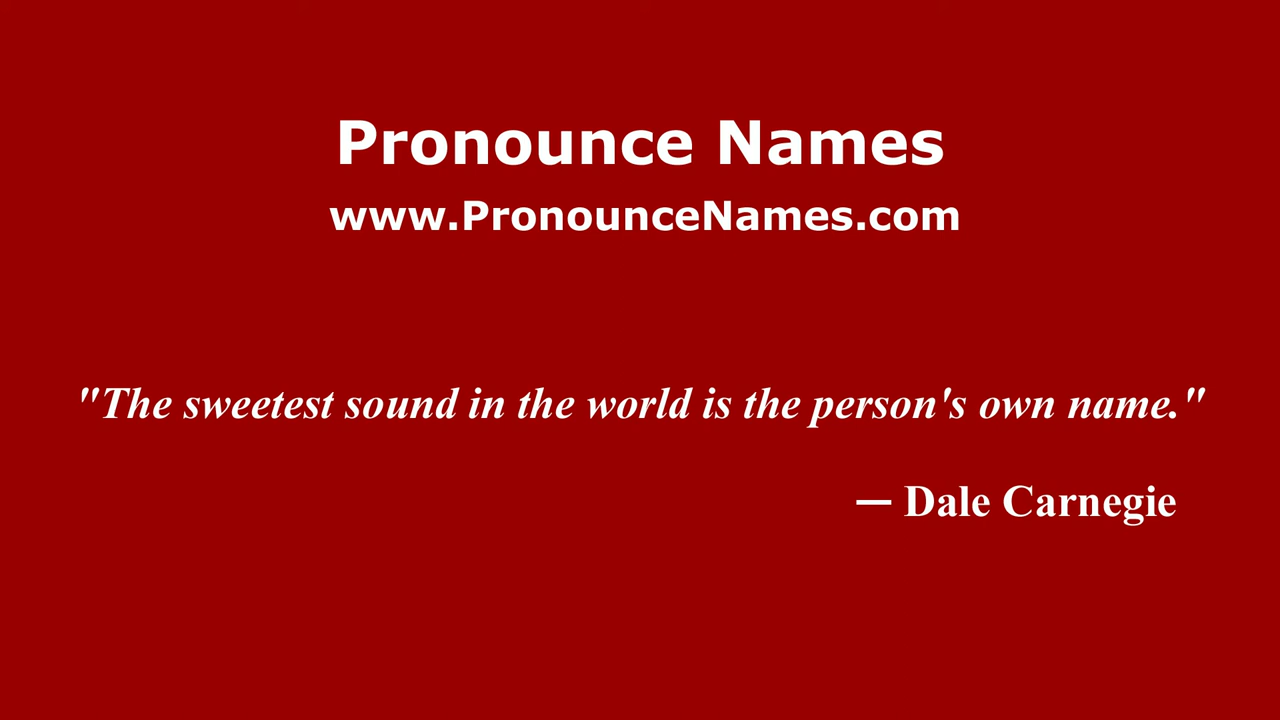 Pronounce Names
www.PronounceNames.com
"The sweetest sound in the world is the person's own name."
— Dale Carnegie